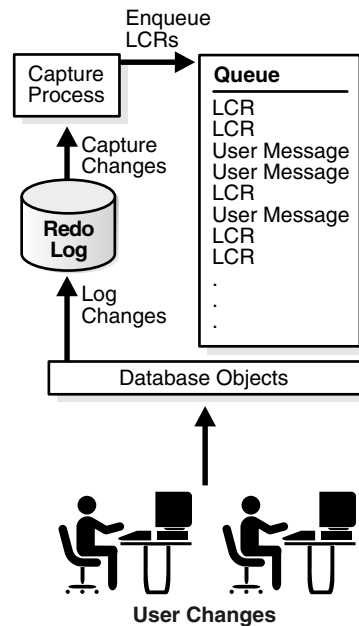 Enqueue
LCRs
Capture
Process
Queue
LCR
LCR
User Message
User Message
LCR
User Message
LCR
LCR
.
.
.
Capture
Changes
Redo
Log
Log
Changes
Database Objects
User Changes